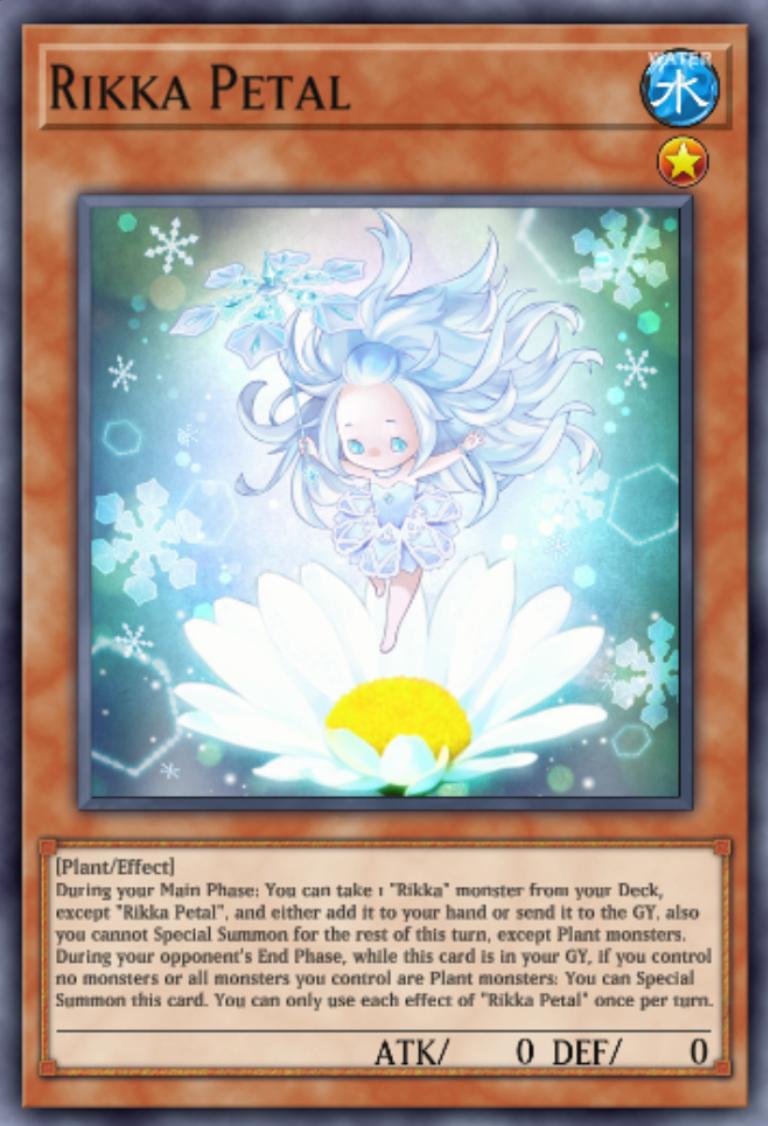 Rikka Petal
WATER
水
[Plant/Effect]
During your Main Phase: You can take 1 "Rikka" monster from your Deck,
except "Rikka Petal", and either add it to your hand or send it to the GY, also
you cannot Special Summon for the rest of this turn, except Plant monsters.
During your opponent's End Phase, while this card is in your GY, if you control
no monsters or all monsters you control are Plant monsters: You can Special
Summon this card. You can only use each effect of "Rikka Petal" once per turn.
ATK/ 0 DEF/ 0